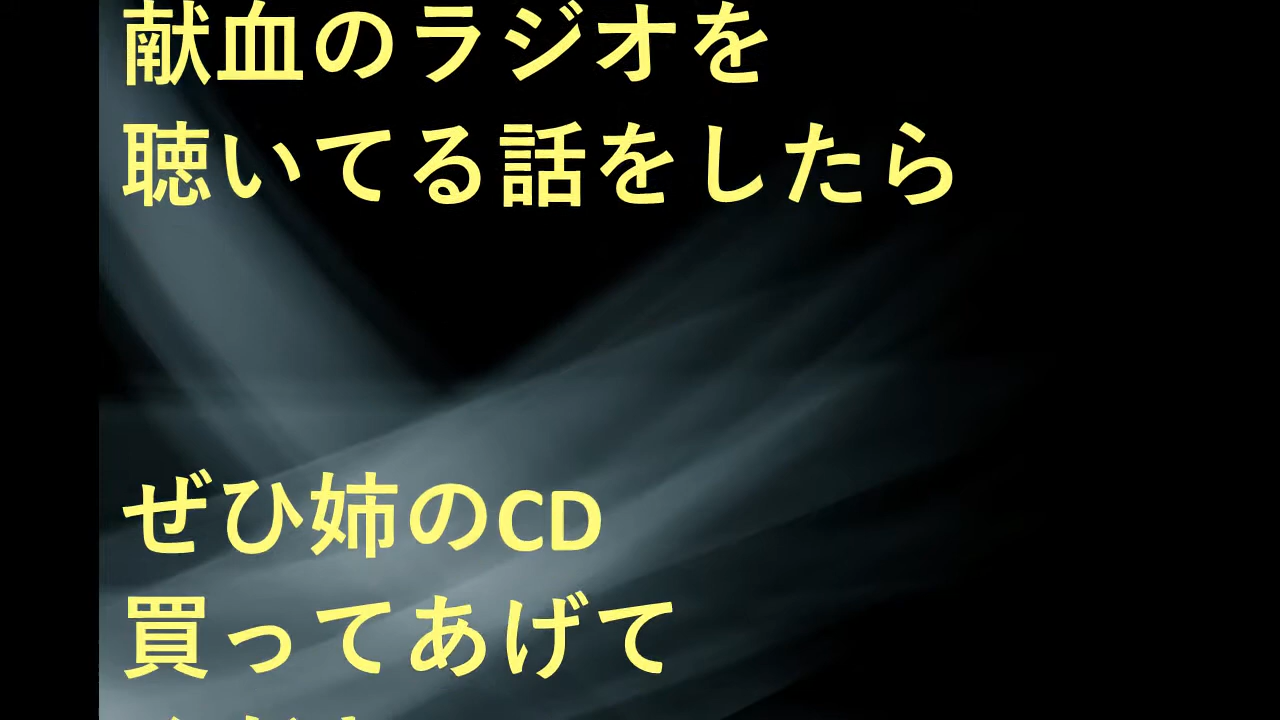 献血のラジオを
聴いてる話をしたら
ぜひ姉のCD
買ってあげて